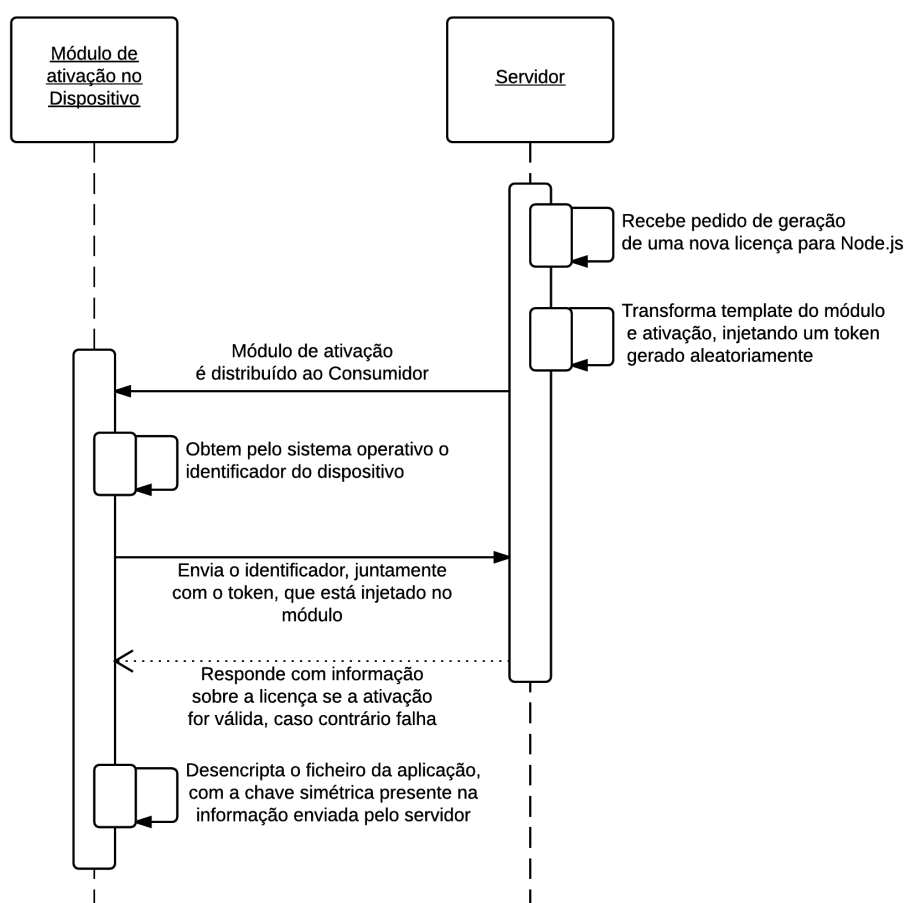 Módulo de
ativação no
Dispositivo
Servidor
Recebe pedido de geração
de uma nova licença para Node.js
Transforma template do módulo
e ativação, injetando um token
gerado aleatoriamente
Módulo de ativação
é distribuído ao Consumidor
Obtem pelo sistema operativo o
identificador do dispositivo
Envia o identificador, juntamente
com o token, que está injetado no
módulo
Responde com informação
sobre a licença se a ativação
for válida, caso contrário falha
Desencripta o ficheiro da aplicação,
com a chave simétrica presente na
informação enviada pelo servidor